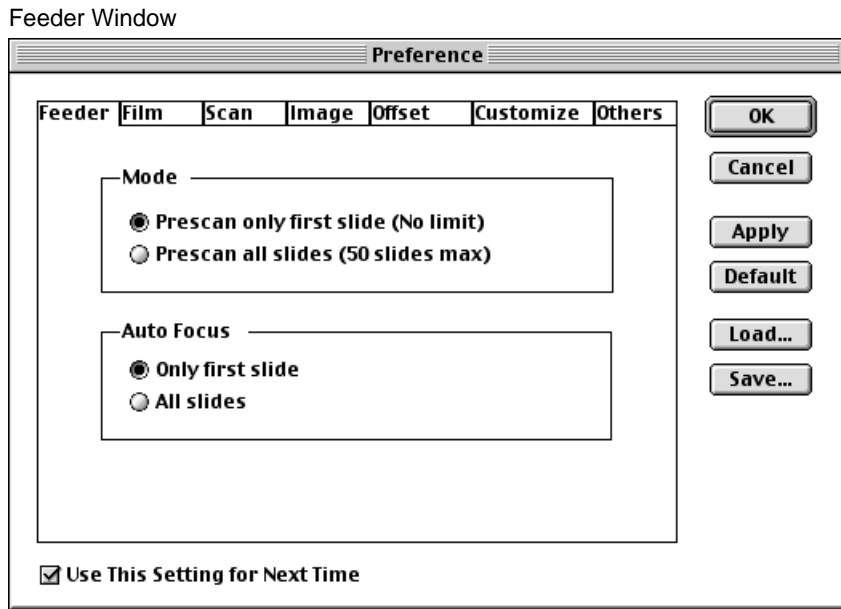 Feeder Window
Preference
Feeder Film Scan Image Offset Customize Others
Mode
Prescan only first slide (No limit)
Prescan all slides (50 slides max)
Auto Focus
Only first slide
All slides
OK
Cancel
Apply
Default
Load...
Save...
Use This Setting for Next Time